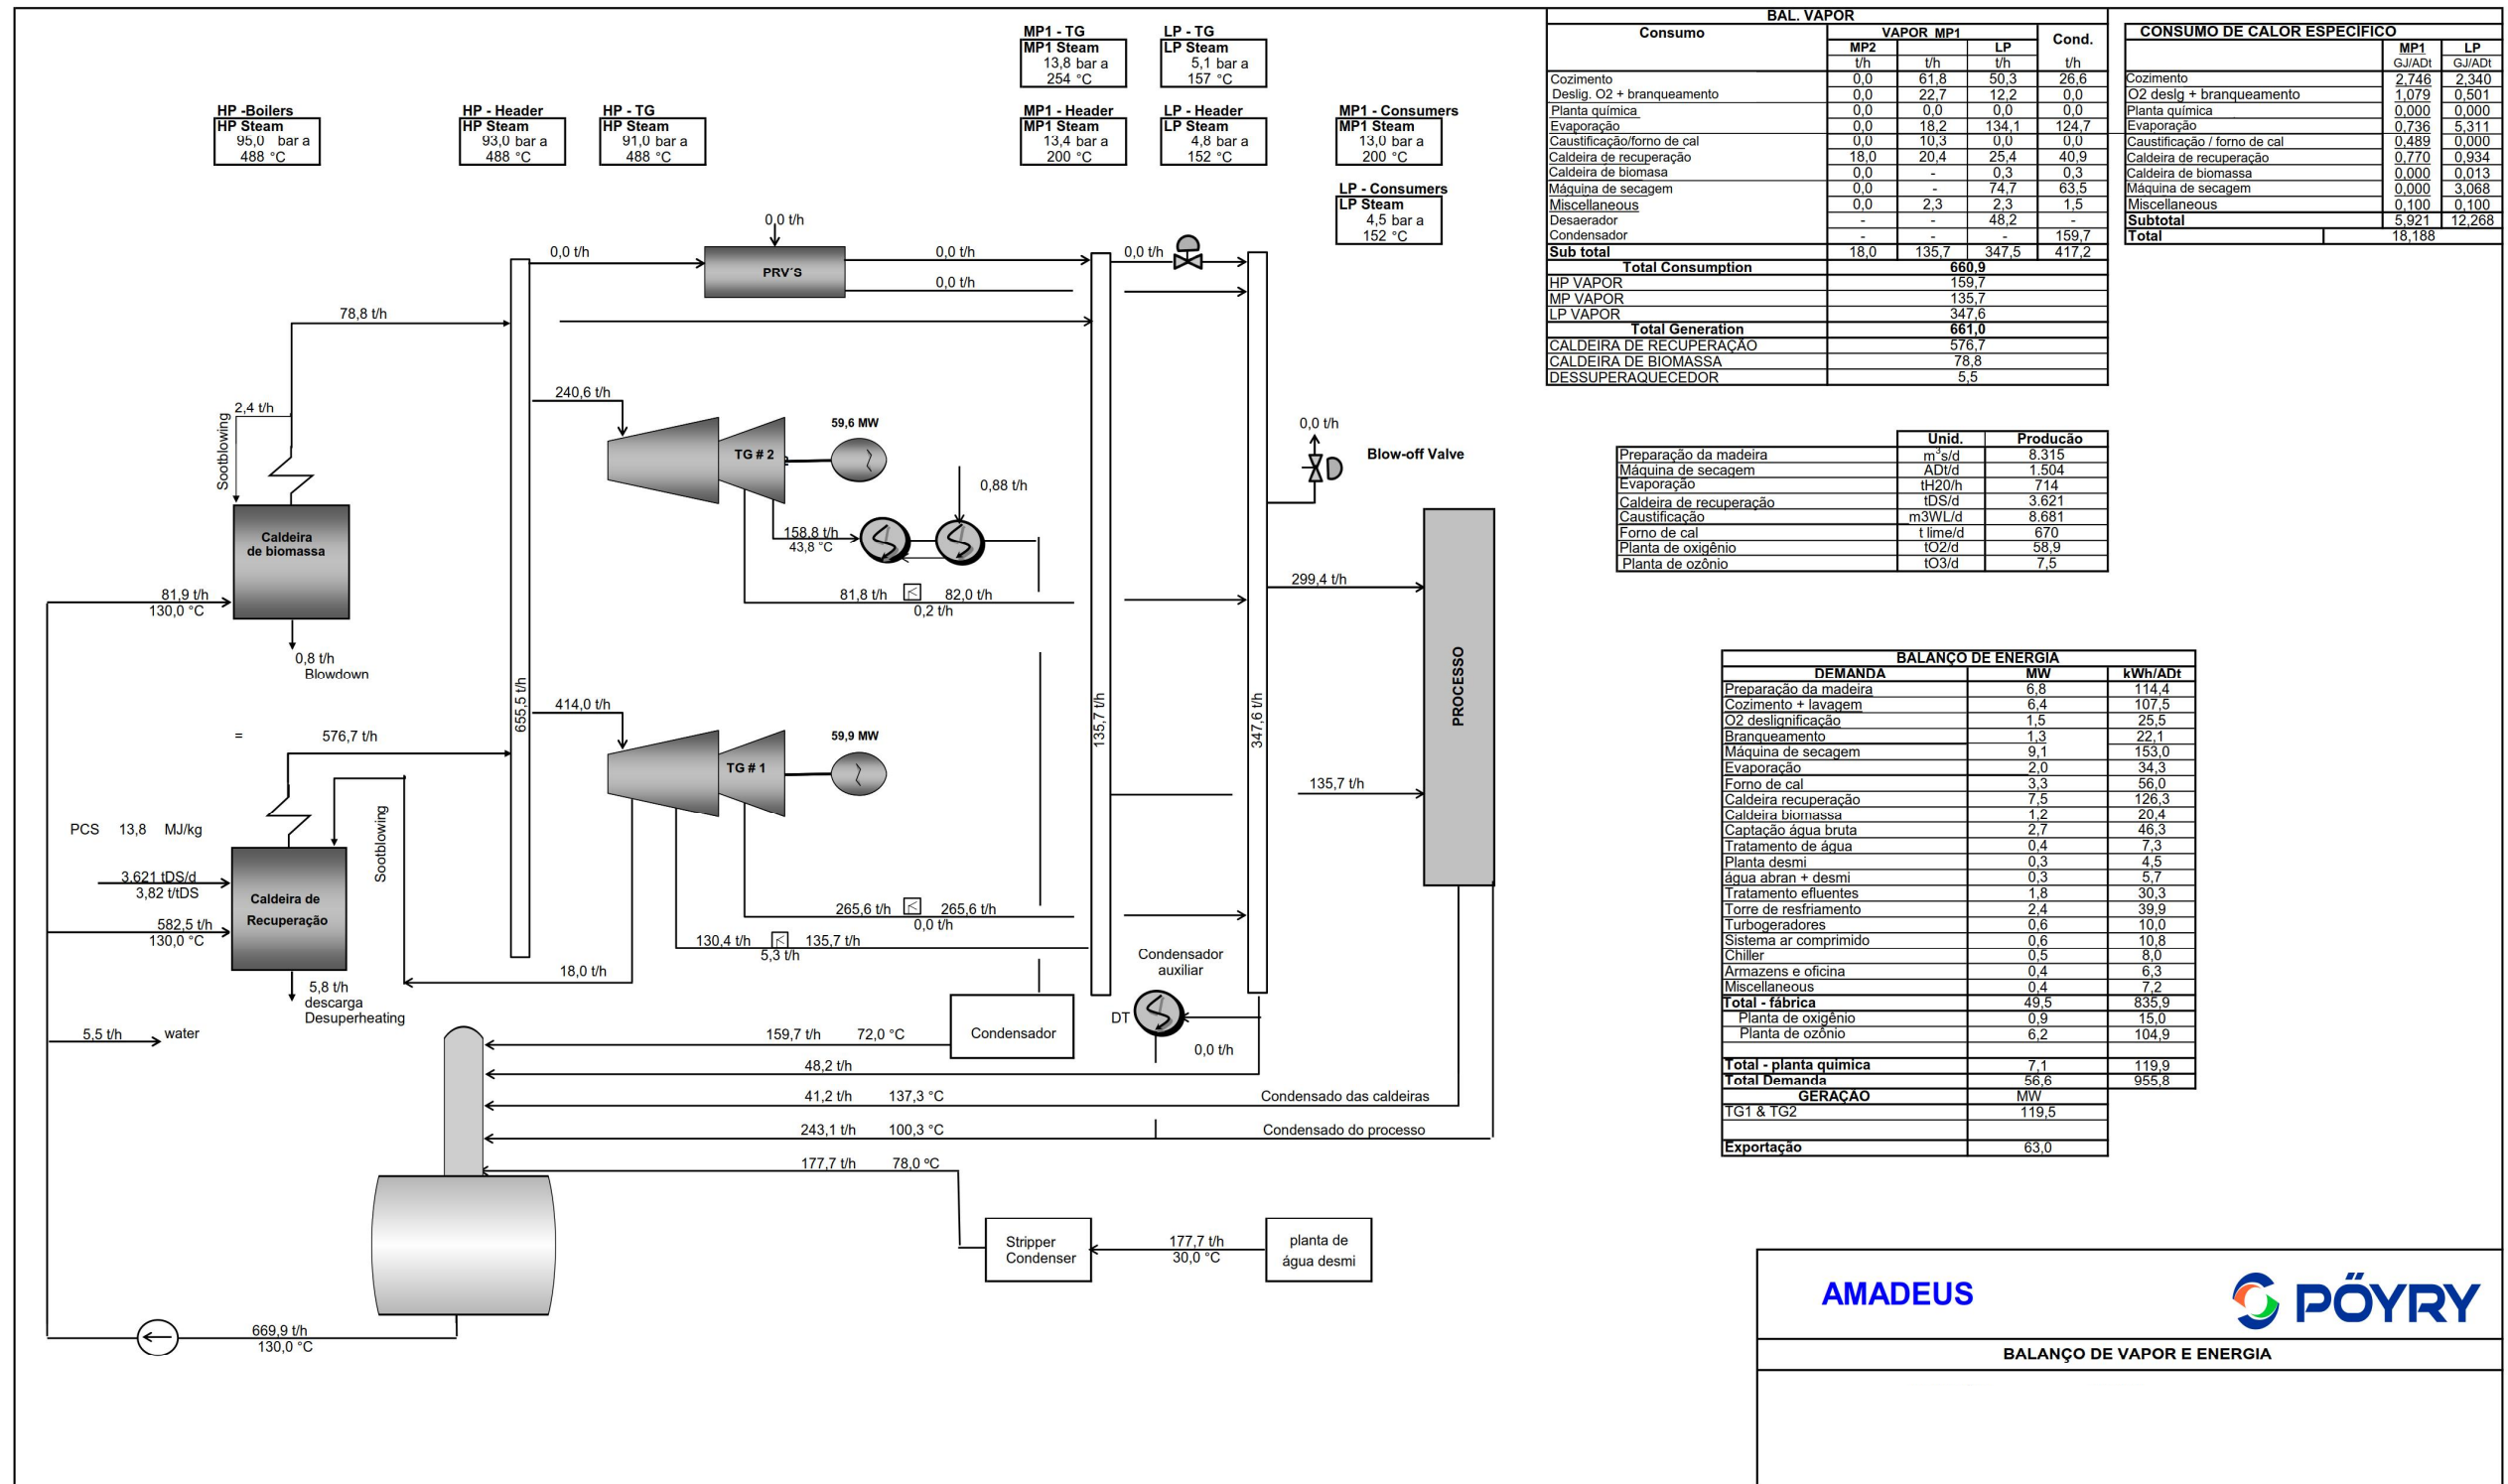 MP1 - TG
MP1 Steam
13,8 bar a
254 °C
LP - TG
LP Steam
5,1 bar a
157 °C
HP -Boilers
HP Steam
95,0 bar a
488 °C
HP - Header
HP Steam
93,0 bar a
488 °C
HP - TG
HP Steam
91,0 bar a
488 °C
MP1 - Header
MP1 Steam
13,4 bar a
200 °C
LP - Header
LP Steam
4,8 bar a
152 °C
MP1 - Consumers
MP1 Steam
13,0 bar a
200 °C
LP - Consumers
LP Steam
4,5 bar a
152 °C
0,0 t/h
0,0 t/h
PRV´S
0,0 t/h
0,0 t/h
0,0 t/h
78,8 t/h
2,4 t/h
Sootblowing
Caldeira
de biomassa
81,9 t/h
130,0 °C
0,8 t/h
Blowdown
240,6 t/h
TG # 2
59,6 MW
0,88 t/h
158,8 t/h
43,8 °C
81,8 t/h 82,0 t/h
0,2 t/h
0,0 t/h
Blow-off Valve
299,4 t/h
PROCESSO
655,5 t/h
135,7 t/h
347,6 t/h
414,0 t/h
TG # 1
59,9 MW
= 576,7 t/h
135,7 t/h
PCS 13,8 MJ/kg
Sootblowing
3.621 tDS/d
3,82 t/tDS
Caldeira de
Recuperação
582,5 t/h
130,0 °C
265,6 t/h 265,6 t/h
0,0 t/h
130,4 t/h 135,7 t/h
5,3 t/h
18,0 t/h
5,8 t/h
descarga
Desuperheating
5,5 t/h water
Condensador
auxiliar
DT
0,0 t/h
Condensador
159,7 t/h 72,0 °C
48,2 t/h
41,2 t/h 137,3 °C Condensado das caldeiras
243,1 t/h 100,3 °C Condensado do processo
177,7 t/h 78,0 ºC
Stripper
Condenser
177,7 t/h
30,0 °C
planta de
água desmi
669,9 t/h
130,0 °C
BAL. VAPOR
Consumo VAPOR MP1 Cond.
MP2 LP
t/h t/h t/h t/h
Cozimento 0,0 61,8 50,3 26,6
Deslig. O2 + branqueamento 0,0 22,7 12,2 0,0
Planta química 0,0 0,0 0,0 0,0
Evaporação 0,0 18,2 134,1 124,7
Caustificação/forno de cal 0,0 10,3 0,0 0,0
Caldeira de recuperação 18,0 20,4 25,4 40,9
Caldeira de biomasa 0,0 - 0,3 0,3
Máquina de secagem 0,0 - 74,7 63,5
Miscellaneous 0,0 2,3 2,3 1,5
Desaerador - - 48,2 -
Condensador - - - 159,7
Sub total 18,0 135,7 347,5 417,2
Total Consumption 660,9
HP VAPOR 159,7
MP VAPOR 135,7
LP VAPOR 347,6
Total Generation 661,0
CALDEIRA DE RECUPERAÇÃO 576,7
CALDEIRA DE BIOMASSA 78,8
DESSUPERAQUECEDOR 5,5
CONSUMO DE CALOR ESPECÍFICO
MP1 LP
GJ/ADt GJ/ADt
Cozimento 2,746 2,340
O2 deslg + branqueamento 1,079 0,501
Planta química 0,000 0,000
Evaporação 0,736 5,311
Caustificação / forno de cal 0,489 0,000
Caldeira de recuperação 0,770 0,934
Caldeira de biomassa 0,000 0,013
Máquina de secagem 0,000 3,068
Miscellaneous 0,100 0,100
Subtotal 5,921 12,268
Total 18,188
Unid. Producão
Preparação da madeira m³s/d 8.315
Máquina de secagem ADt/d 1.504
Evaporação tH20/h 714
Caldeira de recuperação tDS/d 3.621
Caustificação m3WL/d 8.681
Forno de cal t lime/d 670
Planta de oxigênio tO2/d 58,9
Planta de ozônio tO3/d 7,5
BALANÇO DE ENERGIA
DEMANDA MW kWh/ADt
Preparação da madeira 6,8 114,4
Cozimento + lavagem 6,4 107,5
O2 deslignificação 1,5 25,5
Branqueamento 1,3 22,1
Máquina de secagem 9,1 153,0
Evaporação 2,0 34,3
Forno de cal 3,3 56,0
Caldeira recuperação 7,5 126,3
Caldeira biomassa 1,2 20,4
Captação água bruta 2,7 46,3
Tratamento de água 0,4 7,3
Planta desmi 0,3 4,5
água abran + desmi 0,3 5,7
Tratamento efluentes 1,8 30,3
Torre de resfriamento 2,4 39,9
Turbogeradores 0,6 10,0
Sistema ar comprimido 0,6 10,8
Chiller 0,5 8,0
Armazens e oficina 0,4 6,3
Miscellaneous 0,4 7,2
Total - fábrica 49,5 835,9
Planta de oxigênio 0,9 15,0
Planta de ozônio 6,2 104,9
Total - planta quimica 7,1 119,9
Total Demanda 56,6 955,8
GERAÇAO MW
TG1 & TG2 119,5
Exportação 63,0
AMADEUS
PÖYRY
BALANÇO DE VAPOR E ENERGIA